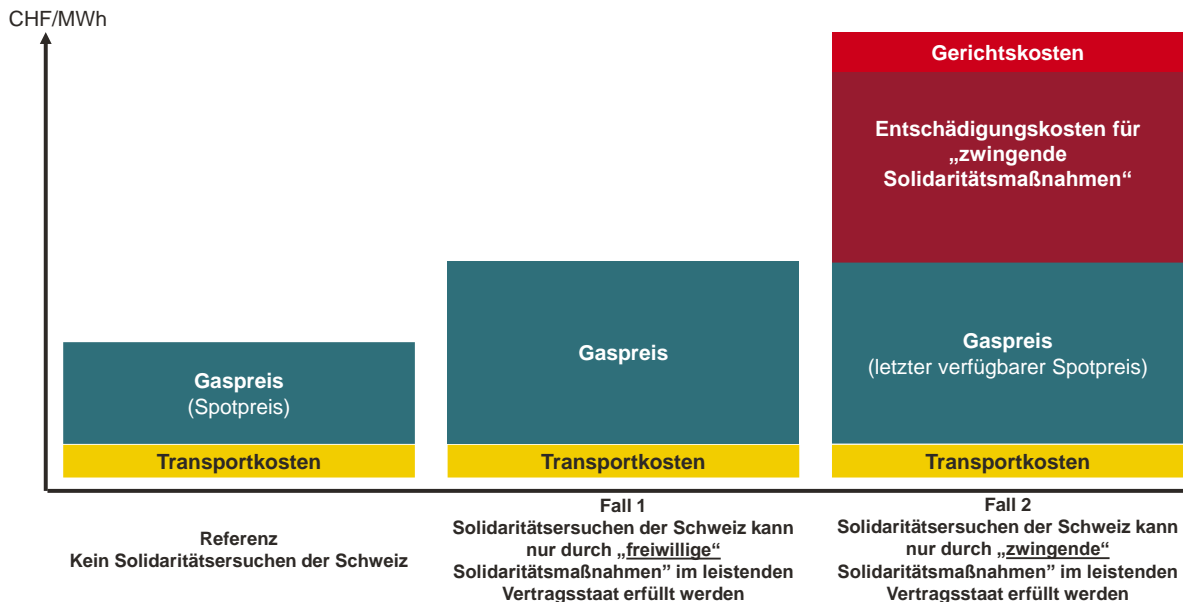 CHF/MWh
Gaspreis
(Spotpreis)
Transportkosten
Referenz
Kein Solidaritätsersuchen der Schweiz
Gaspreis
Transportkosten
Fall 1
Solidaritätsersuchen der Schweiz kann
nur durch „freiwillige“
Solidaritätsmaßnahmen” im leistenden
Vertragsstaat erfüllt werden
Gerichtskosten
Entschädigungskosten für
„zwingende
Solidaritätsmaßnahmen“
Gaspreis
(letzter verfügbarer Spotpreis)
Transportkosten
Fall 2
Solidaritätsersuchen der Schweiz kann
nur durch „zwingende“
Solidaritätsmaßnahmen” im leistenden
Vertragsstaat erfüllt werden